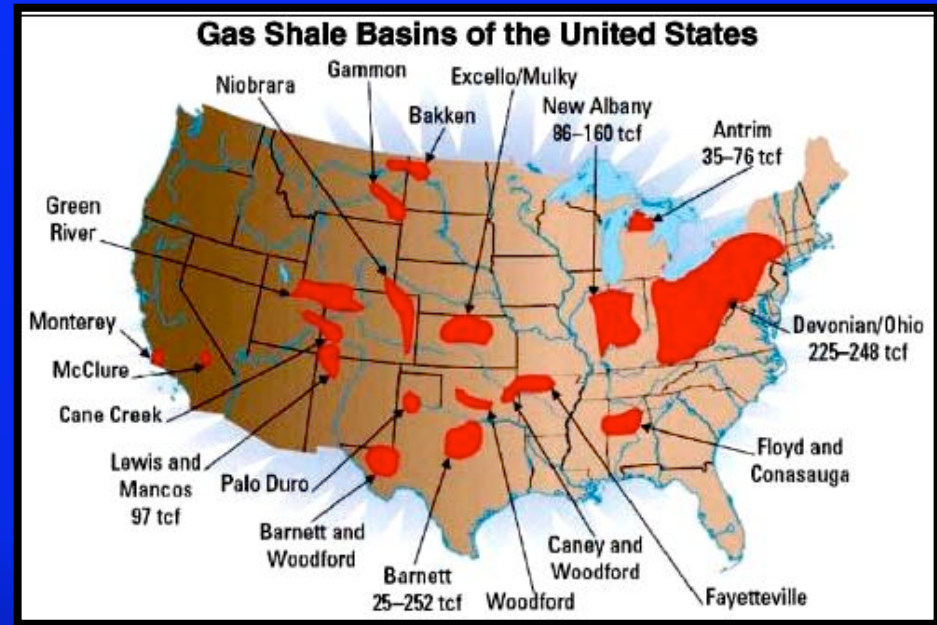 Gas Shale Basins of the United States
Gammon
Niobrara
Excello/Mulky
New Albany
86–160 tcf
Bakken
Antrim
35–76 tcf
Green
River
Monterey
McClure
Cane Creek
Lewis and
Mancos
97 tcf
Palo Duro
Barnett and
Woodford
Barnett
25–252 tcf
Woodford
Caney and
Woodford
Fayetteville
Floyd and
Conasauga
Devonian/Ohio
225–248 tcf